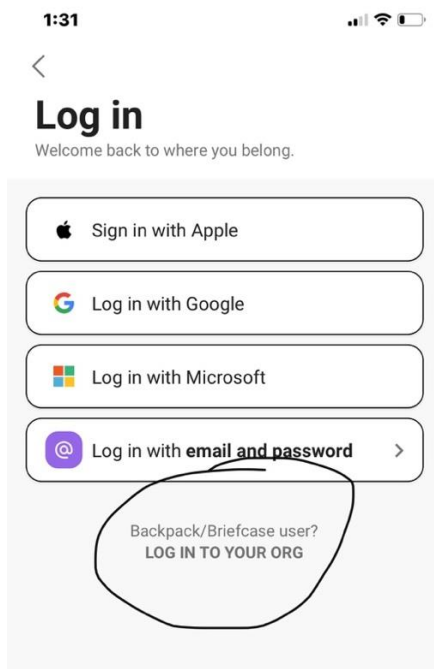 1:31
Log in
Welcome back to where you belong.
Sign in with Apple
Log in with Google
Log in with Microsoft
@ Log in with email and password
Backpack/Briefcase user?
LOG IN TO YOUR ORG